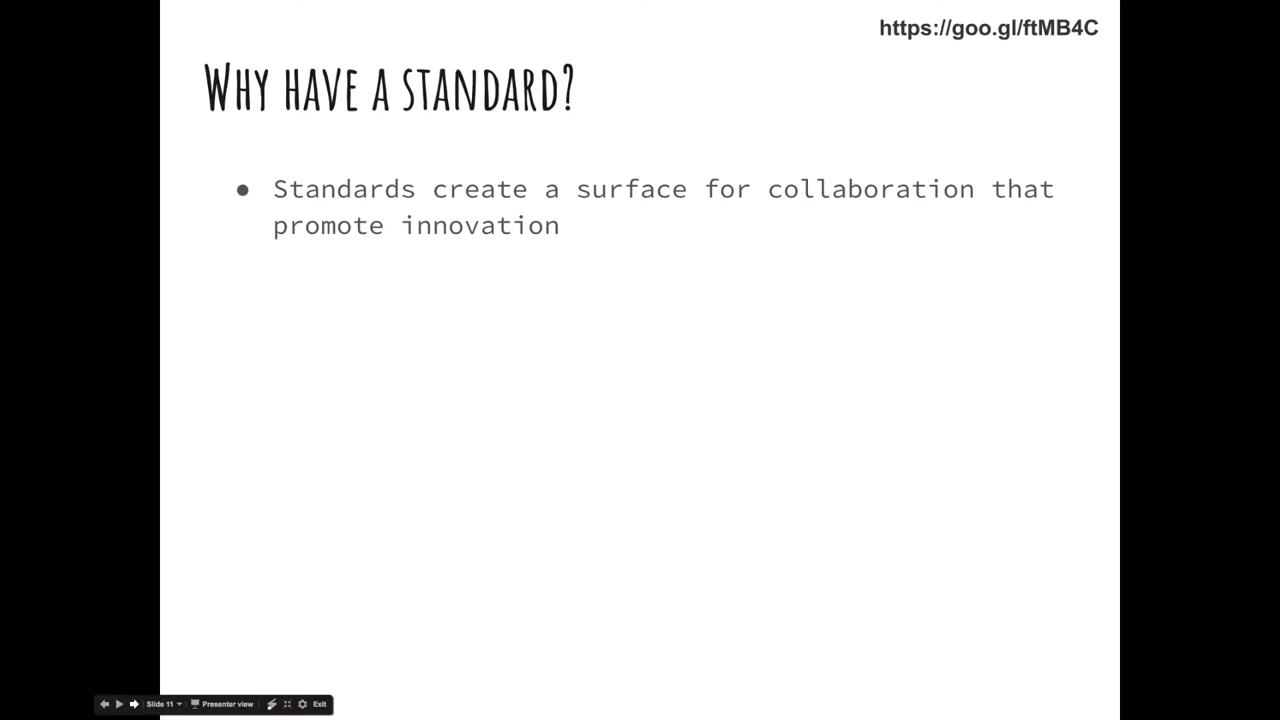 https://goo.gl/ftMB4C
Why have a standard?
● Standards create a surface for collaboration that
promote innovation
Slide 11 Presenter view Exit